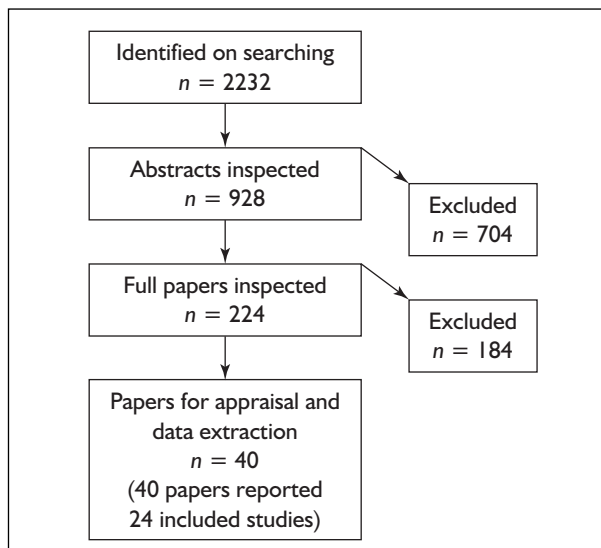 Identified on searching
n = 2232
Abstracts inspected
n = 928
Excluded
n = 704
Full papers inspected
n = 224
Excluded
n = 184
Papers for appraisal and
data extraction
n = 40
(40 papers reported
24 included studies)